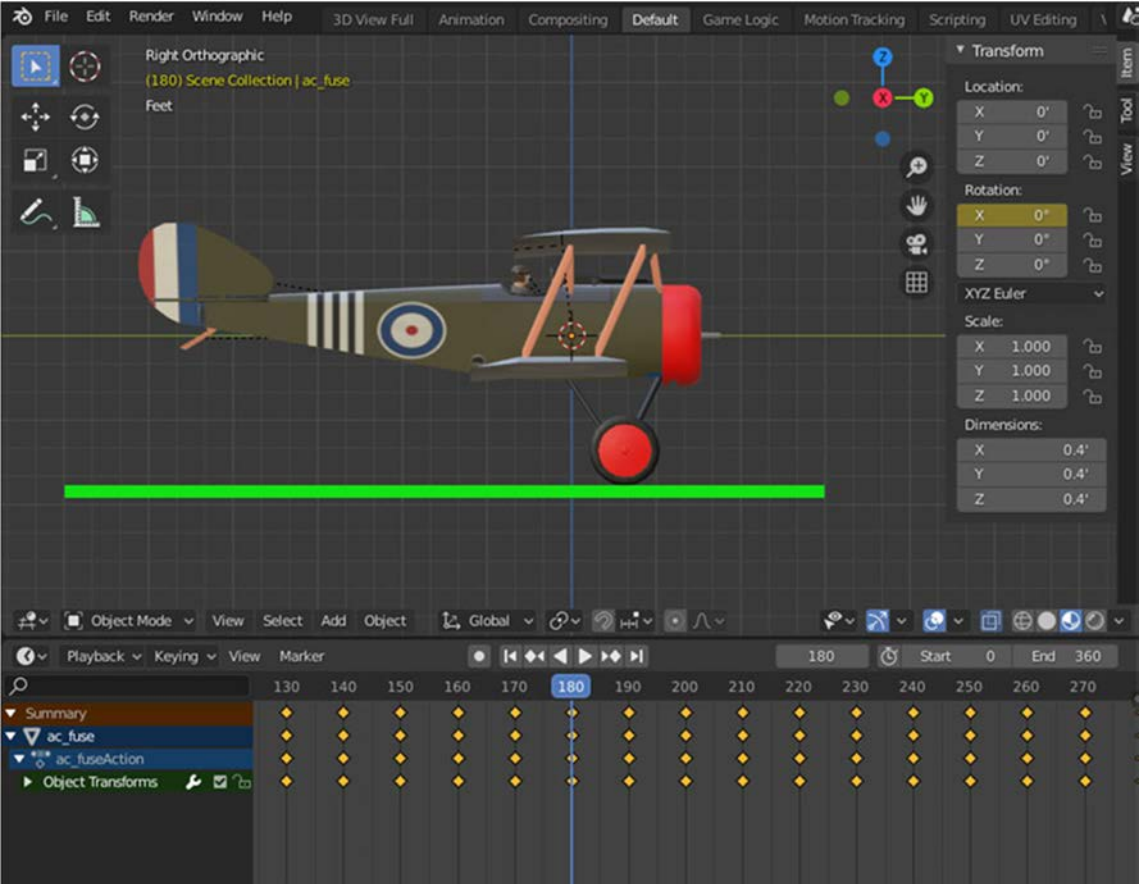 File Edit Render Window Help 3D View Full Animation Compositing Default Game Logic Motion Tracking Scripting UV Editing
Right Orthographic
(180) Scene Collection | ac_fuse
Feet
Z
X
Y
Transform
Location:
X 0'
Y 0'
Z 0'
Rotation:
X 0°
Y 0°
Z 0°
XYZ Euler
Scale:
X 1.000
Y 1.000
Z 1.000
Dimensions:
X 0.4'
Y 0.4'
Z 0.4'
Item
Tool
View
Object Mode View Select Add Object Global
Playback Keying View Marker 180 Start 0 End 360
130 140 150 160 170 180 190 200 210 220 230 240 250 260 270
Summary
ac_fuse
ac_fuseAction
Object Transforms